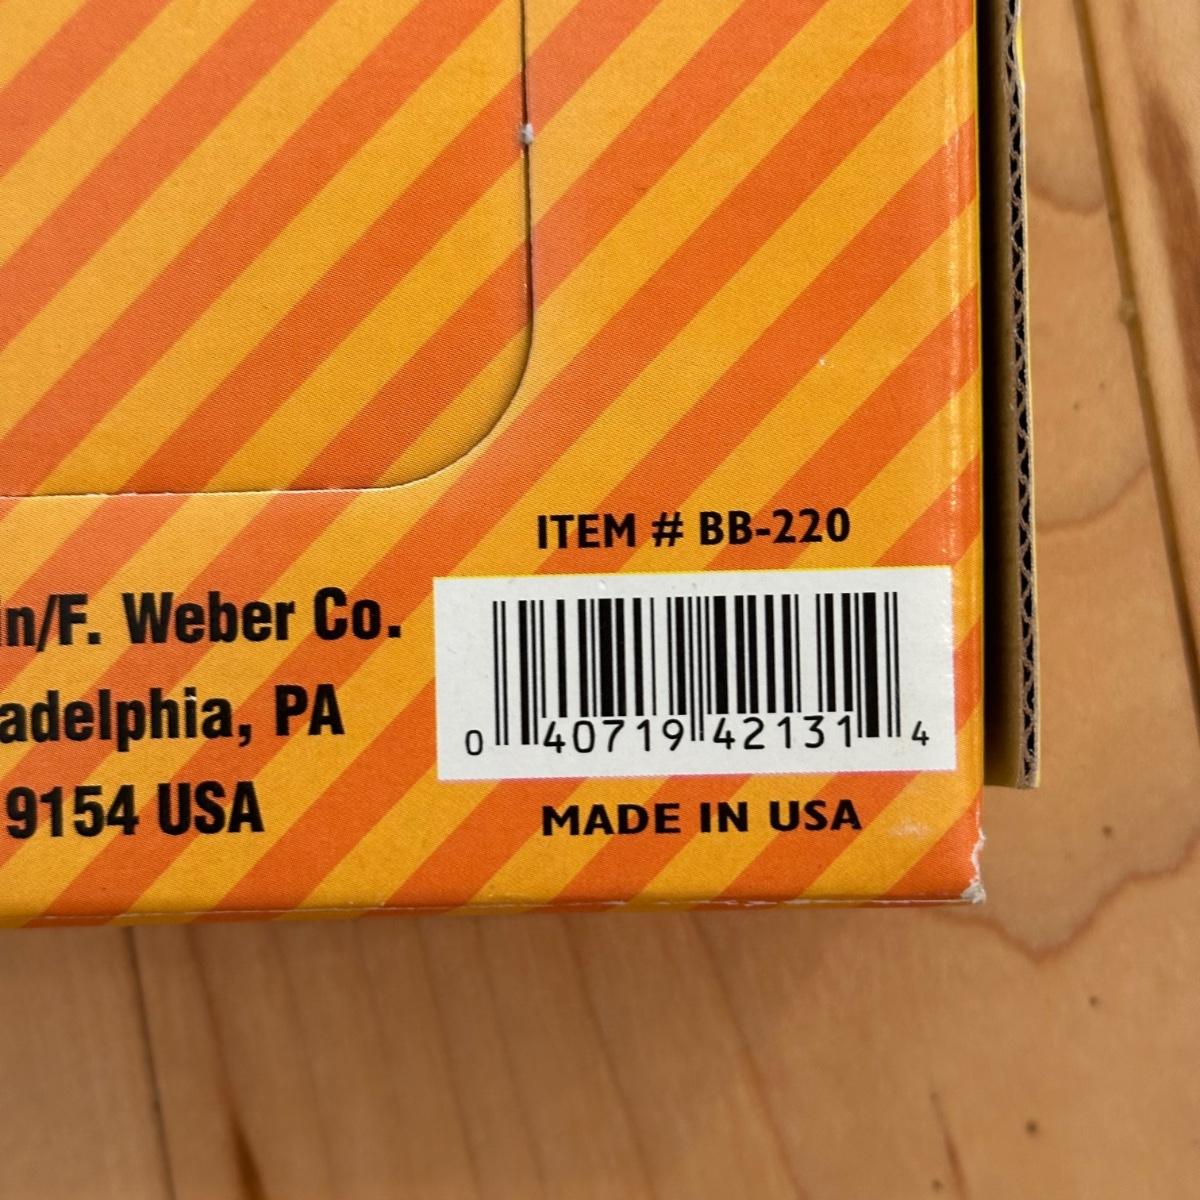 ITEM # BB-220
in/F. Weber Co.
adelphia, PA
9154 USA
0 40719 42131 4
MADE IN USA